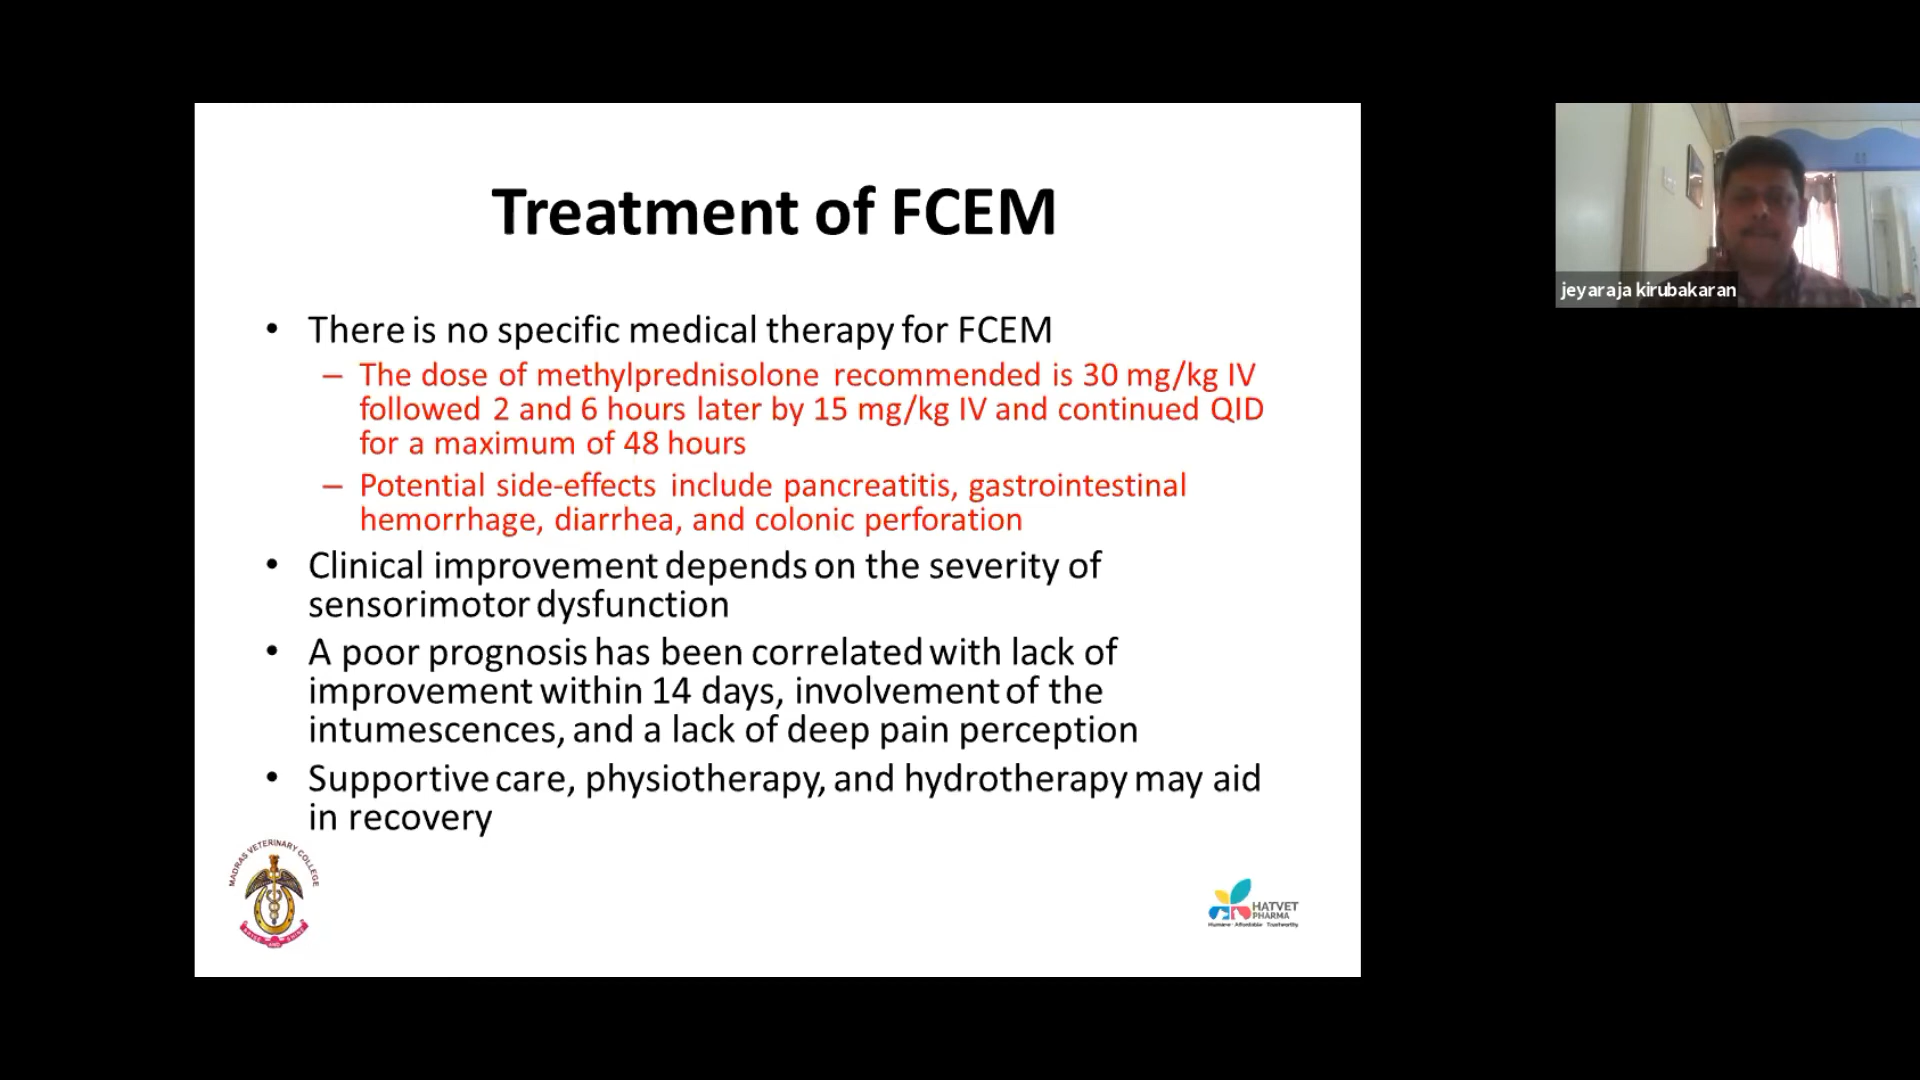 Treatment of FCEM
• There is no specific medical therapy for FCEM
– The dose of methylprednisolone recommended is 30 mg/kg IV
followed 2 and 6 hours later by 15 mg/kg IV and continued QID
for a maximum of 48 hours
– Potential side-effects include pancreatitis, gastrointestinal
hemorrhage, diarrhea, and colonic perforation
• Clinical improvement depends on the severity of
sensorimotor dysfunction
• A poor prognosis has been correlated with lack of
improvement within 14 days, involvement of the
intumescences, and a lack of deep pain perception
• Supportive care, physiotherapy, and hydrotherapy may aid
in recovery
MADRAS VETERINARY COLLEGE
AND
HATVET
PHARMA
Humane · Affordable · Trustworthy
jeyaraja kirubakaran